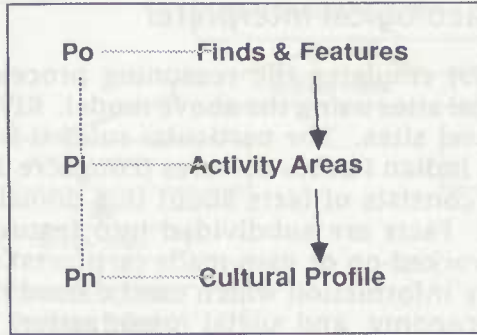 Po Finds & Features
Pi Activity Areas
Pn Cultural Profile